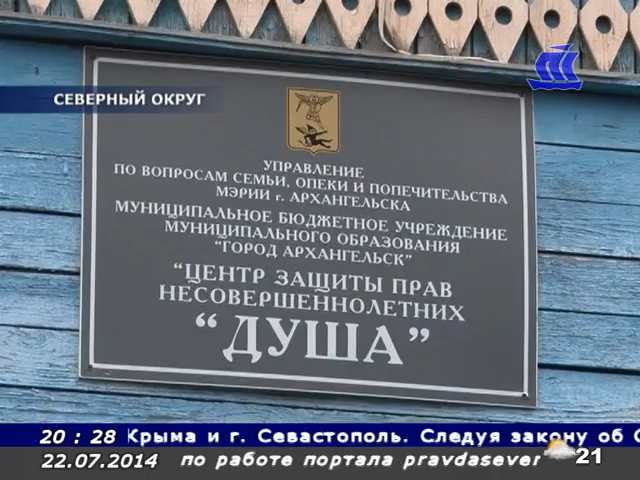 СЕВЕРНЫЙ ОКРУГ
УПРАВЛЕНИЕ
ПО ВОПРОСАМ СЕМЬИ, ОПЕКИ И ПОПЕЧИТЕЛЬСТВА
МЭРИИ г. АРХАНГЕЛЬСКА
МУНИЦИПАЛЬНОЕ БЮДЖЕТНОЕ УЧРЕЖДЕНИЕ
МУНИЦИПАЛЬНОГО ОБРАЗОВАНИЯ
"ГОРОД АРХАНГЕЛЬСК"
"ЦЕНТР ЗАЩИТЫ ПРАВ
НЕСОВЕРШЕННОЛЕТНИХ
"ДУША"
20 : 28 Крыма и г. Севастополь. Следуя закону об
22.07.2014 по работе портала pravdasever 21